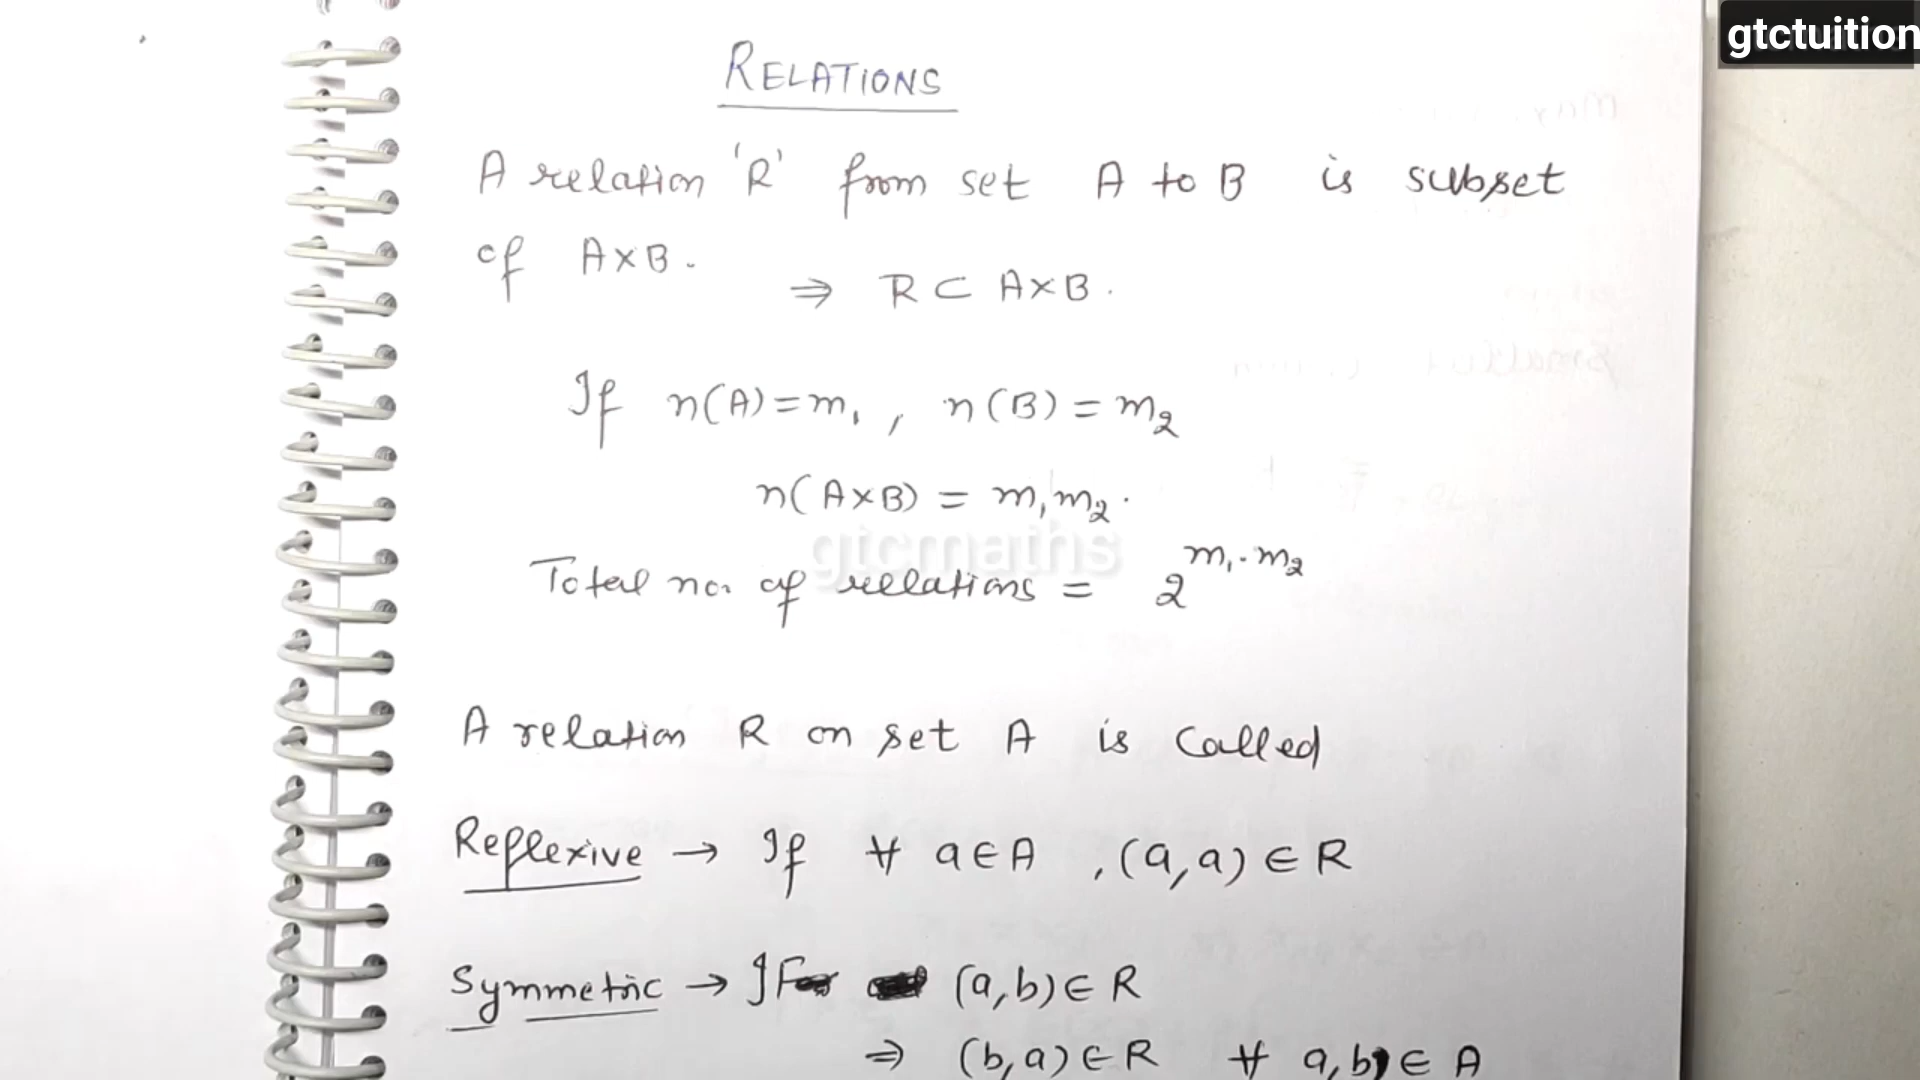 gtctuition
RELATIONS
A relation 'R' from set A to B is subset
of A×B.
⇒ R ⊂ A×B.
If n(A)=m₁, n(B)=m₂
n(A×B) = m₁m₂.
gtcmaths
Total no. of relations = 2^{m₁.m₂}
A relation R on set A is called
Reflexive → If ∀ a∈A, (a,a) ∈ R
Symmetric → If (a,b)∈ R
⇒ (b,a)∈R ∀ a,b∈ A